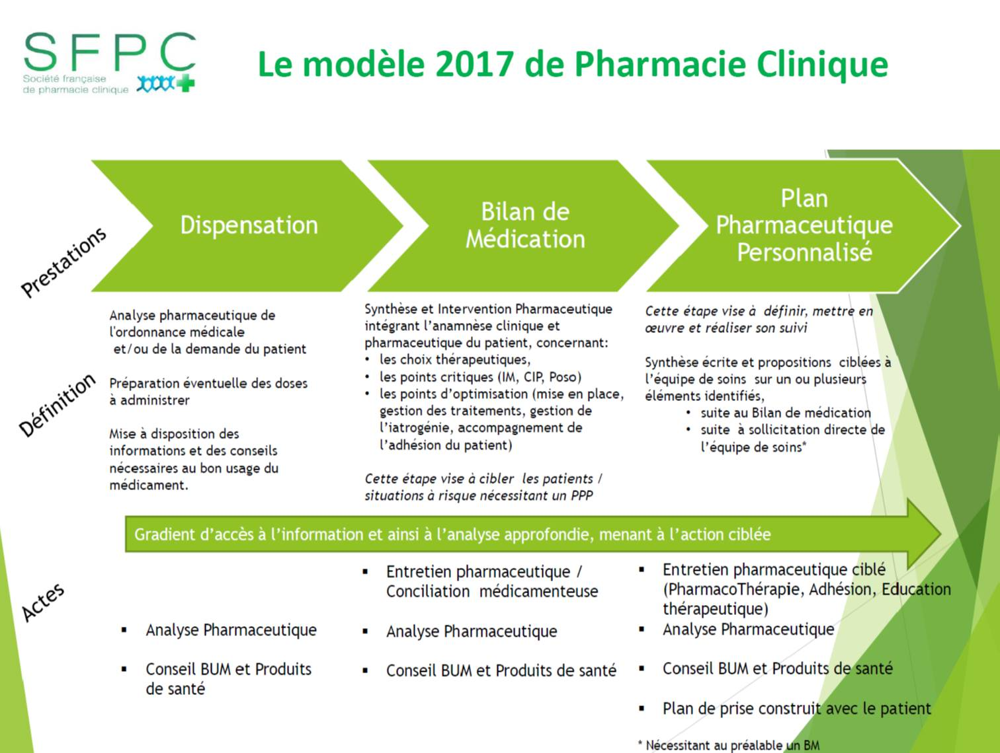 SFPC
Société française
de pharmacie clinique
Le modèle 2017 de Pharmacie Clinique
Prestations
Dispensation
Bilan de
Médication
Plan
Pharmaceutique
Personnalisé
Définition
Analyse pharmaceutique de
l'ordonnance médicale
et/ou de la demande du patient
Préparation éventuelle des doses
à administrer
Mise à disposition des
informations et des conseils
nécessaires au bon usage du
médicament.
Synthèse et Intervention Pharmaceutique
intégrant l’anamnèse clinique et
pharmaceutique du patient, concernant:
• les choix thérapeutiques,
• les points critiques (IM, CIP, Poso)
• les points d’optimisation (mise en place,
gestion des traitements, gestion de
l’iatrogénie, accompagnement de
l’adhésion du patient)
Cette étape vise à cibler les patients /
situations à risque nécessitant un PPP
Cette étape vise à définir, mettre en
œuvre et réaliser son suivi
Synthèse écrite et propositions ciblées à
l’équipe de soins sur un ou plusieurs
éléments identifiés,
• suite au Bilan de médication
• suite à sollicitation directe de
l’équipe de soins*
Gradient d’accès à l’information et ainsi à l’analyse approfondie, menant à l’action ciblée
Actes
▪ Analyse Pharmaceutique
▪ Conseil BUM et Produits
de santé
▪ Entretien pharmaceutique /
Conciliation médicamenteuse
▪ Analyse Pharmaceutique
▪ Conseil BUM et Produits de santé
▪ Entretien pharmaceutique ciblé
(PharmacoThérapie, Adhésion, Education
thérapeutique)
▪ Analyse Pharmaceutique
▪ Conseil BUM et Produits de santé
▪ Plan de prise construit avec le patient
* Nécessitant au préalable un BM